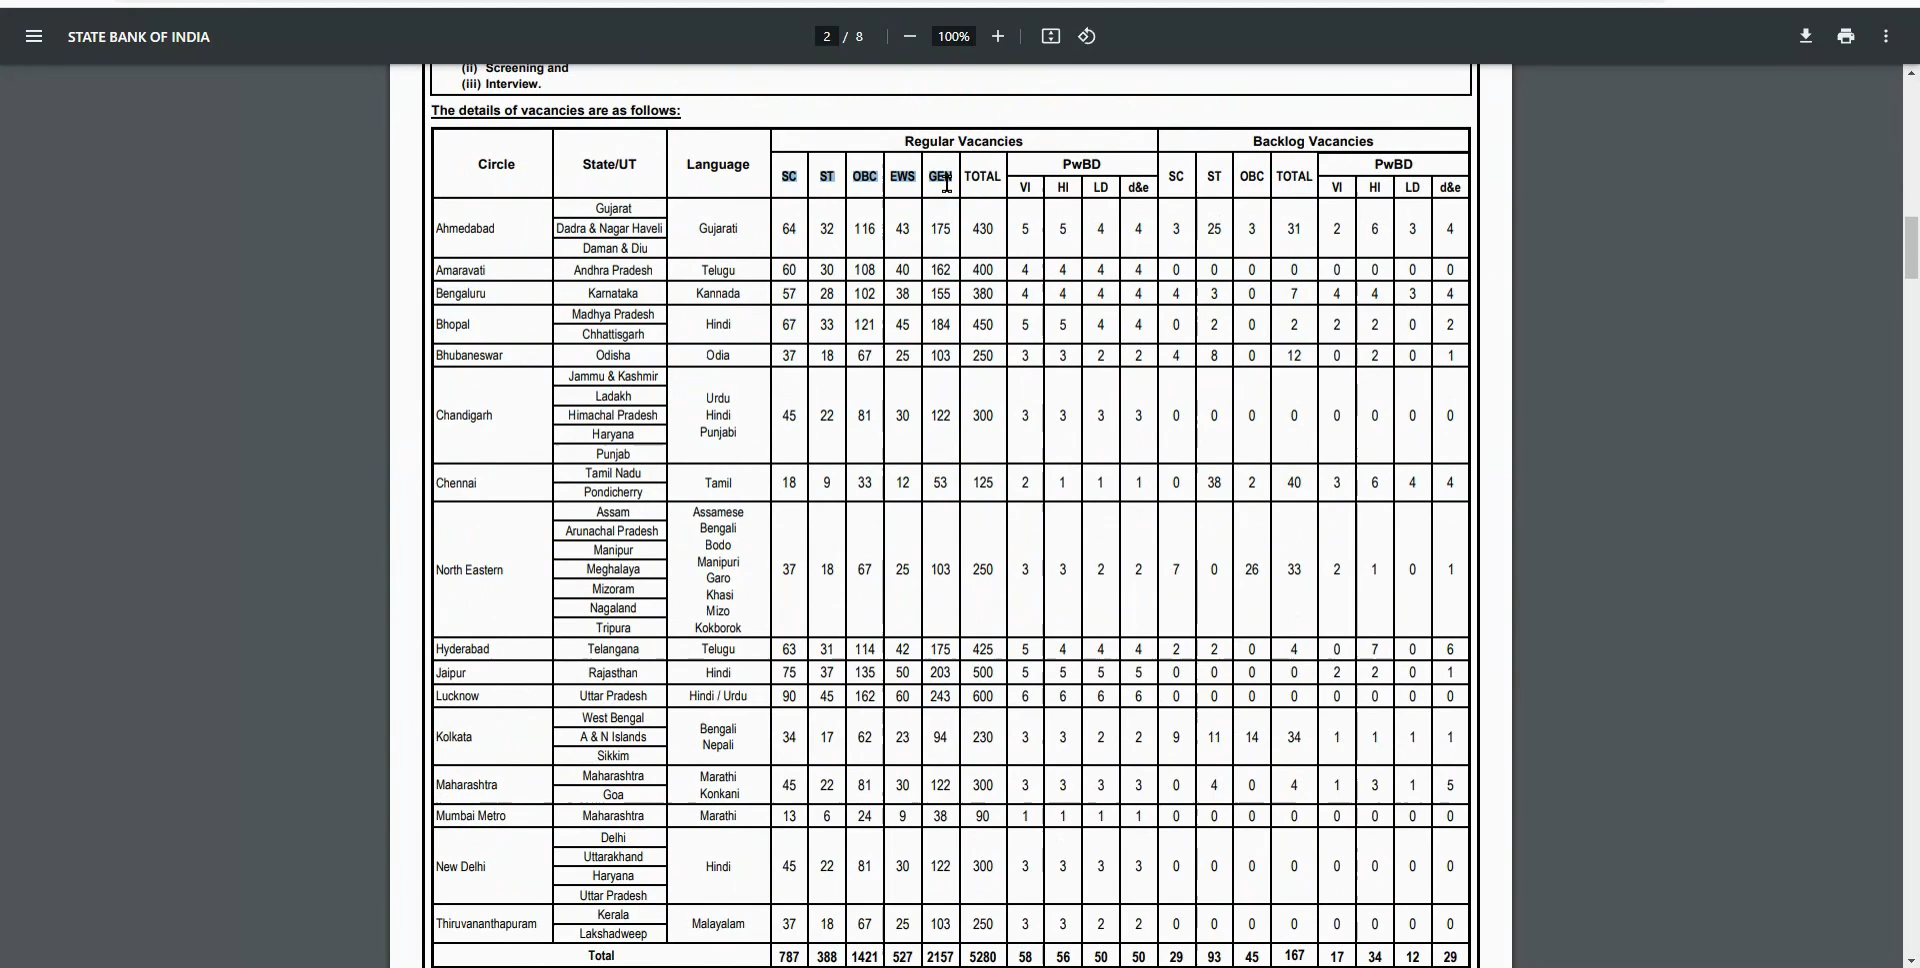 STATE BANK OF INDIA
2 / 8
100%
(ii) Screening and
(iii) Interview.
The details of vacancies are as follows:
Circle State/UT Language Regular Vacancies Backlog Vacancies
SC ST OBC EWS GEN TOTAL PwBD SC ST OBC TOTAL PwBD
VI HI LD d&e VI HI LD d&e
Ahmedabad Gujarat Gujarati 64 32 116 43 175 430 5 5 4 4 3 25 3 31 2 6 3 4
Dadra & Nagar Haveli
Daman & Diu
Amaravati Andhra Pradesh Telugu 60 30 108 40 162 400 4 4 4 4 0 0 0 0 0 0 0 0
Bengaluru Karnataka Kannada 57 28 102 38 155 380 4 4 4 4 4 3 0 7 4 4 3 4
Bhopal Madhya Pradesh Hindi 67 33 121 45 184 450 5 5 4 4 0 2 0 2 2 2 0 2
Chhattisgarh
Bhubaneswar Odisha Odia 37 18 67 25 103 250 3 3 2 2 4 8 0 12 0 2 0 1
Chandigarh Jammu & Kashmir Urdu 45 22 81 30 122 300 3 3 3 3 0 0 0 0 0 0 0 0
Ladakh Hindi
Himachal Pradesh Punjabi
Haryana
Punjab
Chennai Tamil Nadu Tamil 18 9 33 12 53 125 2 1 1 1 0 38 2 40 3 6 4 4
Pondicherry
North Eastern Assam Assamese 37 18 67 25 103 250 3 3 2 2 7 0 26 33 2 1 0 1
Arunachal Pradesh Bengali
Manipur Bodo
Meghalaya Manipuri
Mizoram Garo
Nagaland Khasi
Tripura Mizo
Kokborok
Hyderabad Telangana Telugu 63 31 114 42 175 425 5 4 4 4 2 2 0 4 0 7 0 6
Jaipur Rajasthan Hindi 75 37 135 50 203 500 5 5 5 5 0 0 0 0 2 2 0 1
Lucknow Uttar Pradesh Hindi / Urdu 90 45 162 60 243 600 6 6 6 6 0 0 0 0 0 0 0 0
Kolkata West Bengal Bengali 34 17 62 23 94 230 3 3 2 2 9 11 14 34 1 1 1 1
A & N Islands Nepali
Sikkim
Maharashtra Maharashtra Marathi 45 22 81 30 122 300 3 3 3 3 0 4 0 4 1 3 1 5
Goa Konkani
Mumbai Metro Maharashtra Marathi 13 6 24 9 38 90 1 1 1 1 0 0 0 0 0 0 0 0
New Delhi Delhi Hindi 45 22 81 30 122 300 3 3 3 3 0 0 0 0 0 0 0 0
Uttarakhand
Haryana
Uttar Pradesh
Thiruvananthapuram Kerala Malayalam 37 18 67 25 103 250 3 3 2 2 0 0 0 0 0 0 0 0
Lakshadweep
Total 787 388 1421 527 2157 5280 58 56 50 50 29 93 45 167 17 34 12 29